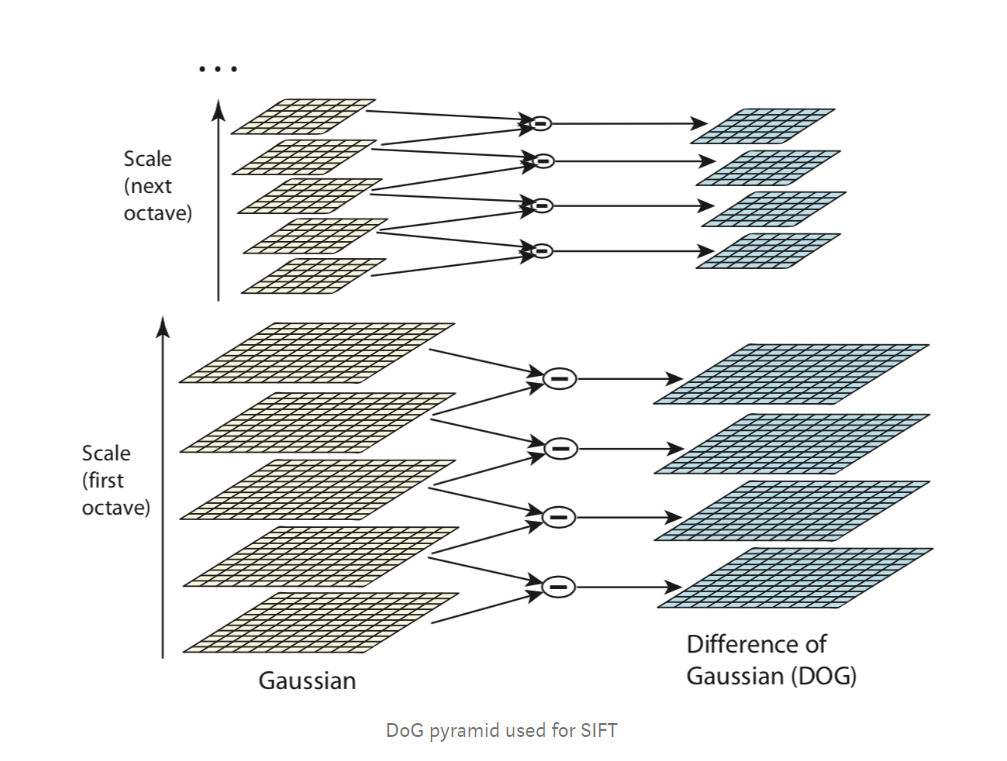 ...
Scale
(next
octave)
Scale
(first
octave)
Gaussian
Difference of
Gaussian (DOG)
DoG pyramid used for SIFT